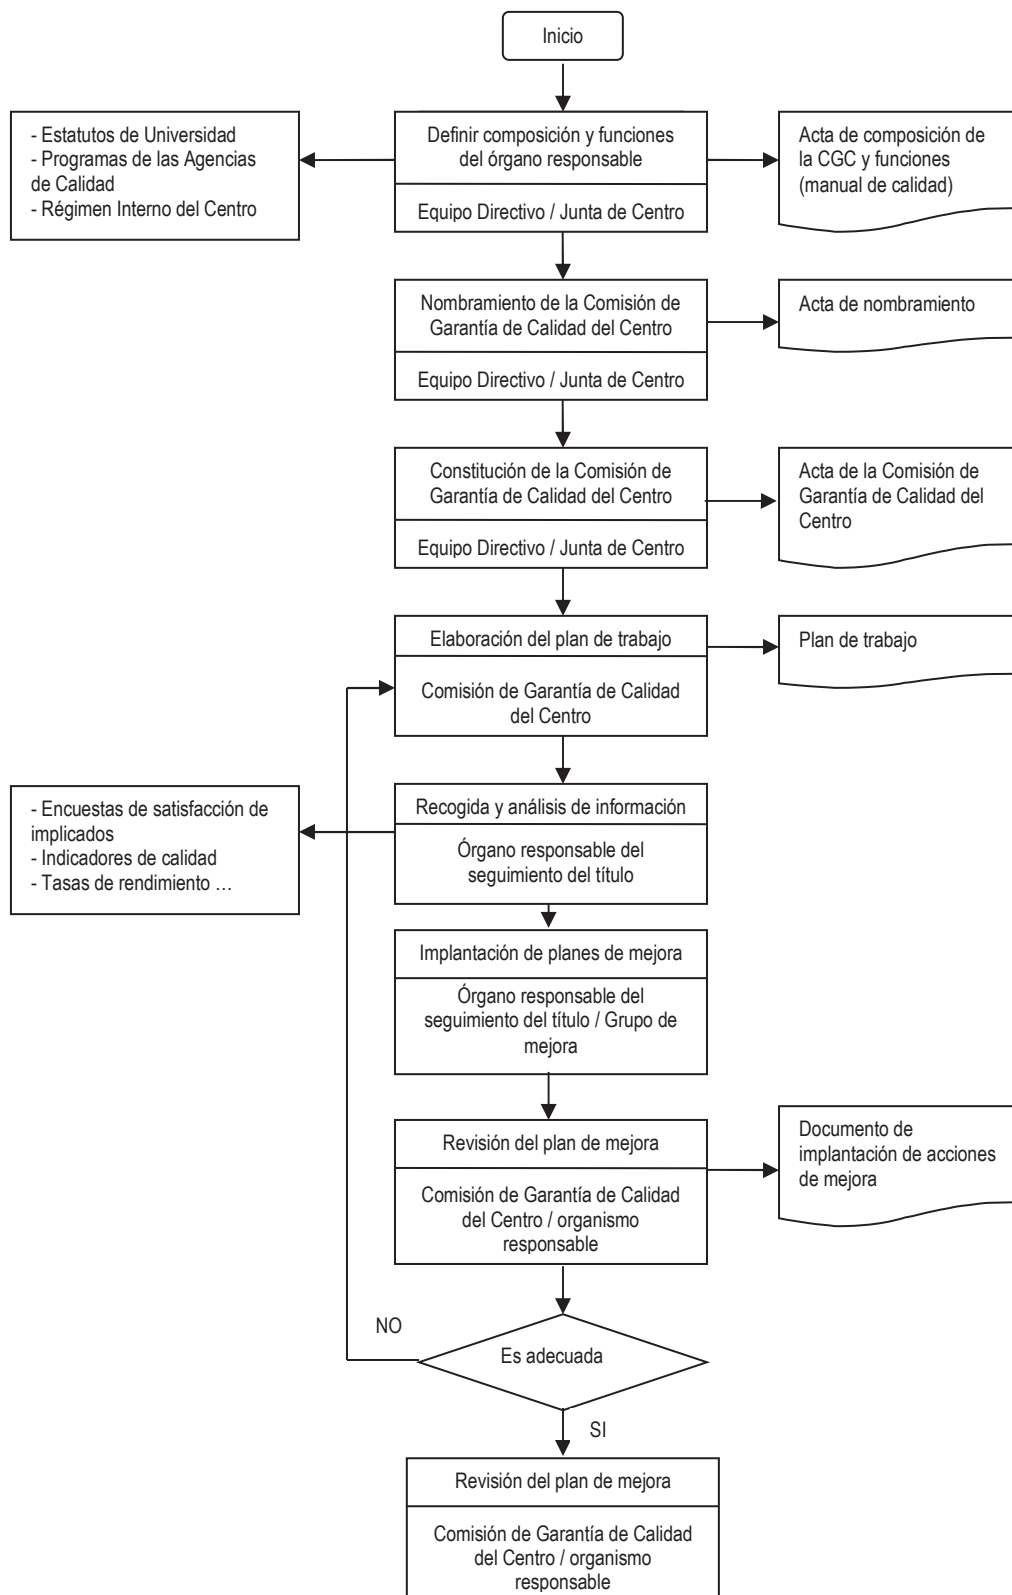 Inicio
- Estatutos de Universidad
- Programas de las Agencias
de Calidad
- Régimen Interno del Centro
Definir composición y funciones
del órgano responsable
Equipo Directivo / Junta de Centro
Acta de composición de
la CGC y funciones
(manual de calidad)
Nombramiento de la Comisión de
Garantía de Calidad del Centro
Equipo Directivo / Junta de Centro
Acta de nombramiento
Constitución de la Comisión de
Garantía de Calidad del Centro
Equipo Directivo / Junta de Centro
Acta de la Comisión de
Garantía de Calidad del
Centro
Elaboración del plan de trabajo
Comisión de Garantía de Calidad
del Centro
Plan de trabajo
- Encuestas de satisfacción de
implicados
- Indicadores de calidad
- Tasas de rendimiento ...
Recogida y análisis de información
Órgano responsable del
seguimiento del título
Implantación de planes de mejora
Órgano responsable del
seguimiento del título / Grupo de
mejora
Revisión del plan de mejora
Comisión de Garantía de Calidad
del Centro / organismo
responsable
Documento de
implantación de acciones
de mejora
NO
Es adecuada
SI
Revisión del plan de mejora
Comisión de Garantía de Calidad
del Centro / organismo
responsable